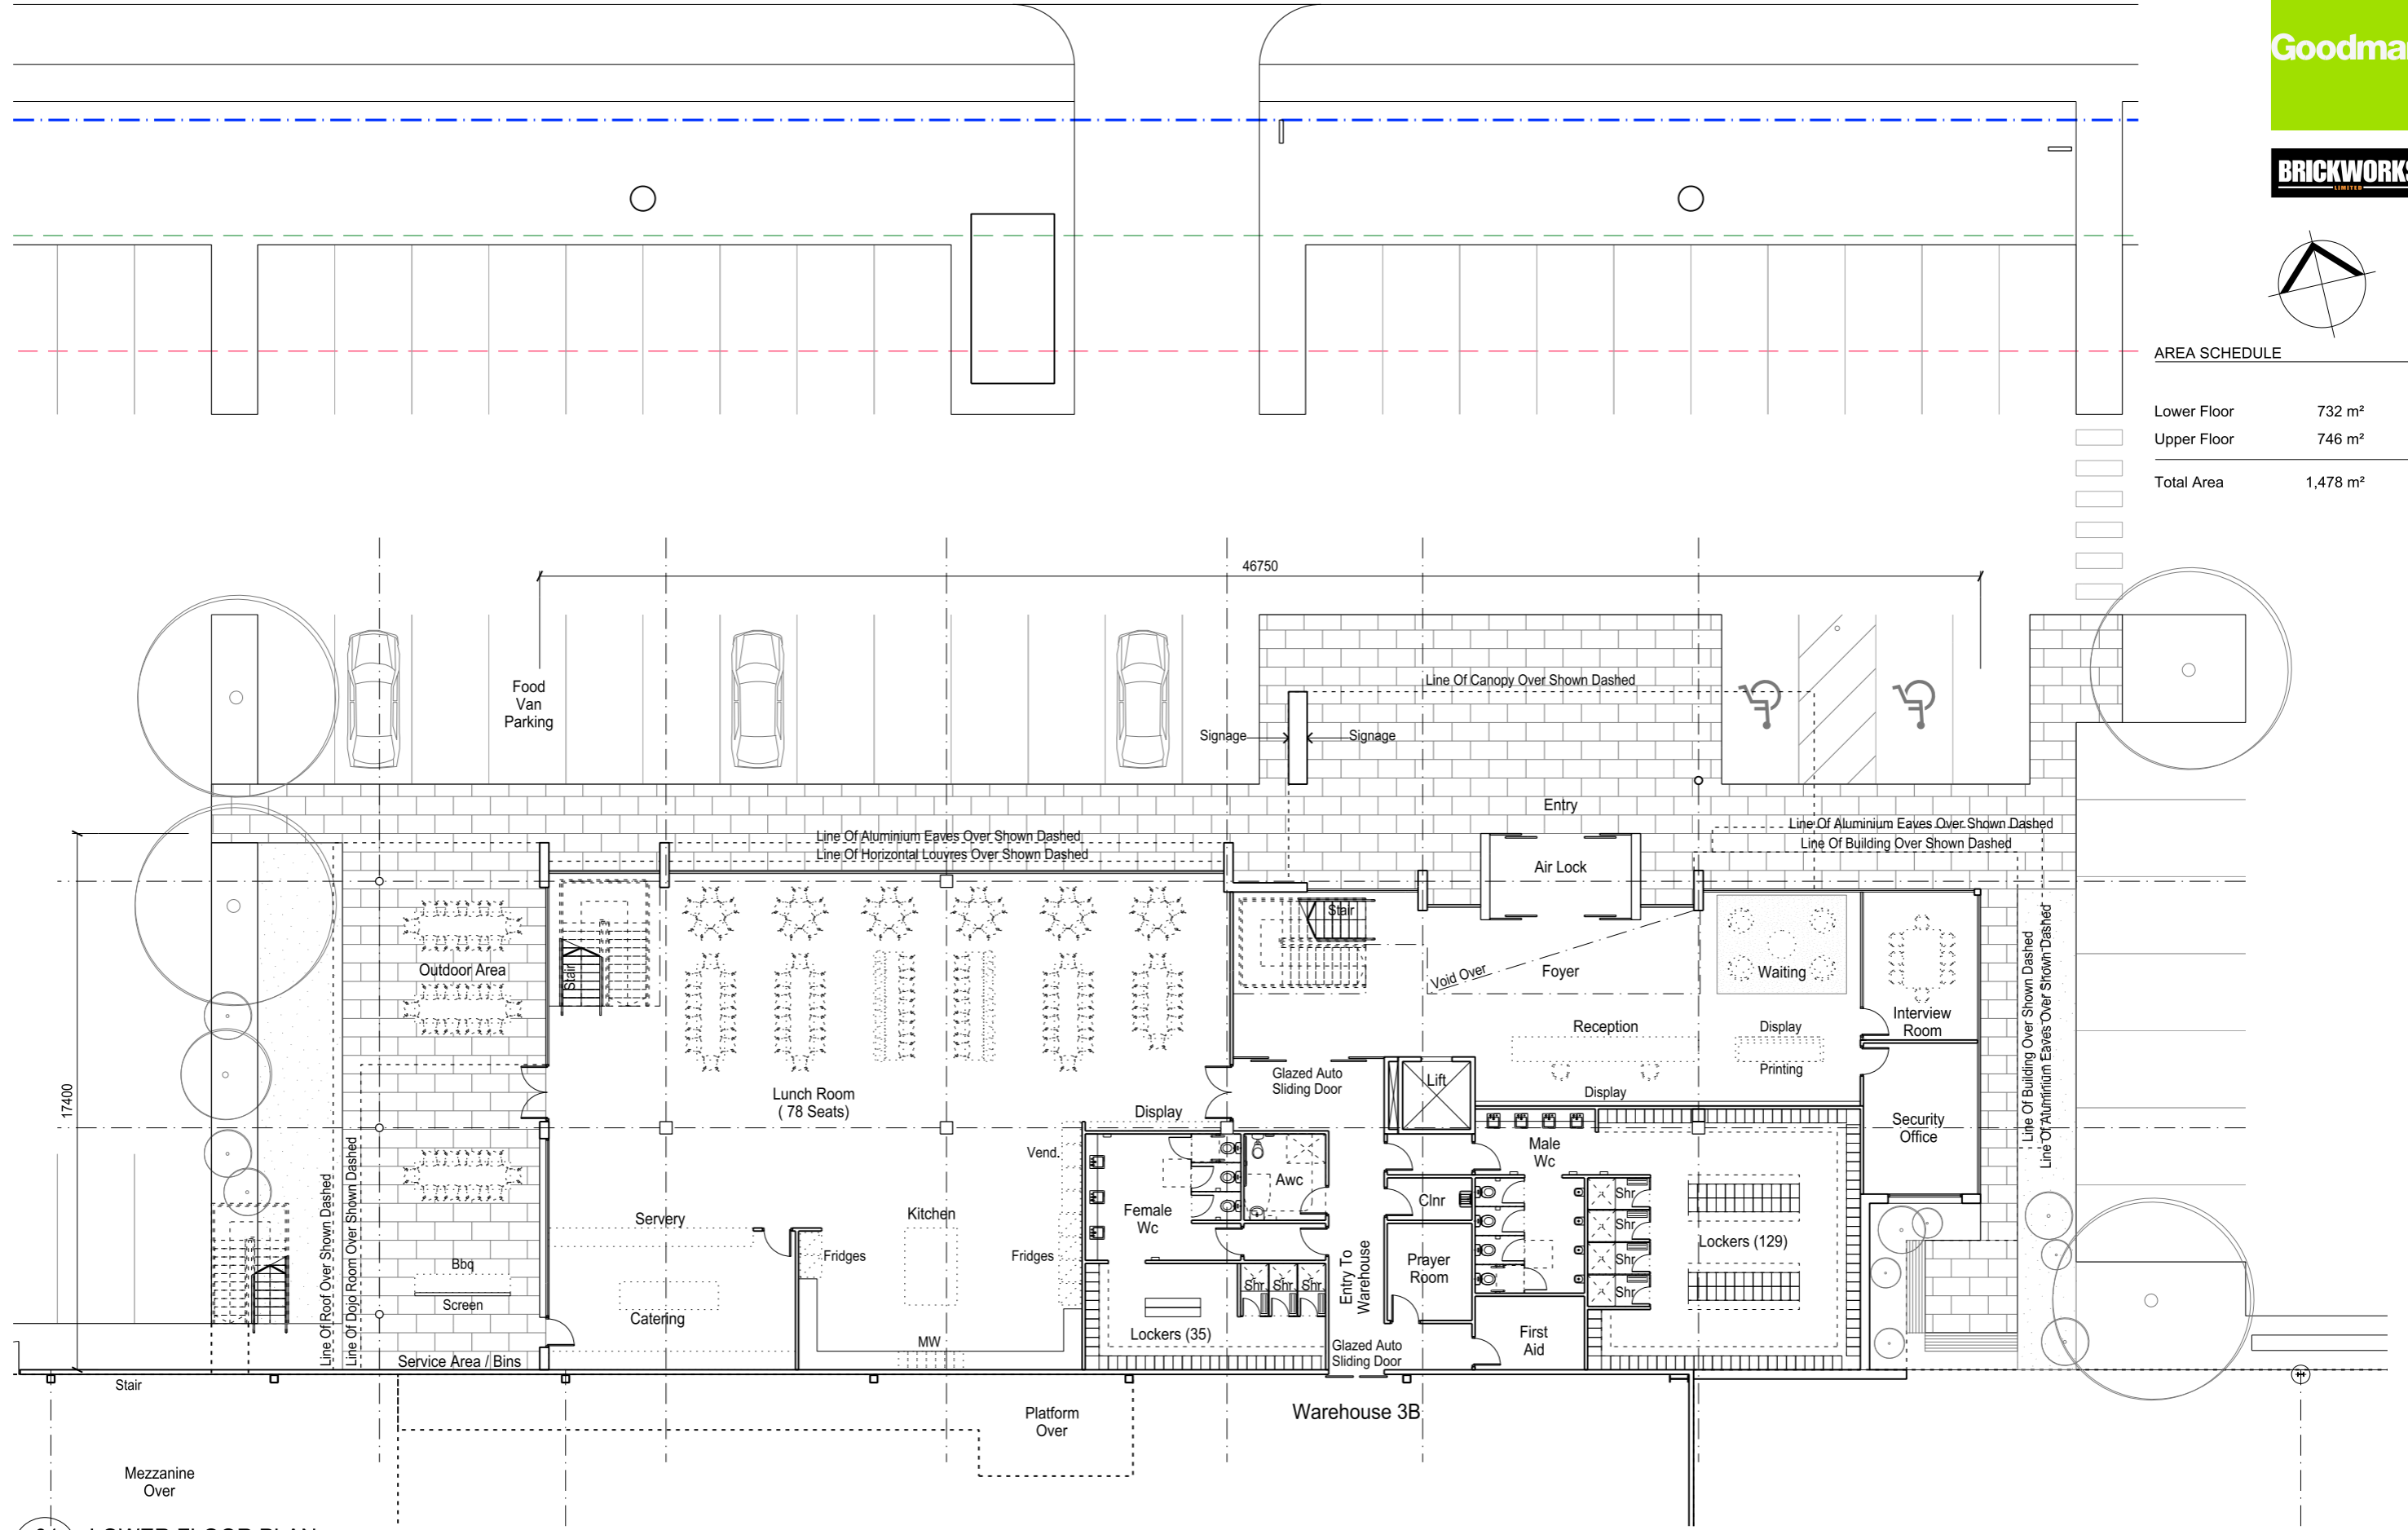 Goodma
BRICKWORKS
LIMITED
AREA SCHEDULE
Lower Floor 732 m²
Upper Floor 746 m²
Total Area 1,478 m²
46750
Food
Van
Parking
Line Of Canopy Over Shown Dashed
Signage
Signage
Entry
Line Of Aluminium Eaves Over Shown Dashed
Line Of Horizontal Louvres Over Shown Dashed
Line Of Aluminium Eaves Over Shown Dashed
Line Of Building Over Shown Dashed
Air Lock
Stair
Stair
Outdoor Area
Void Over
Foyer
Waiting
Interview
Room
Reception
Display
Printing
Display
Glazed Auto
Sliding Door
Lift
17400
Lunch Room
( 78 Seats)
Display
Security
Office
Line Of Building Over Shown Dashed
Line Of Aluminium Eaves Over Shown Dashed
Vend.
Male
Wc
Awc
Clnr
Shr
Shr
Shr
Shr
Female
Wc
Servery
Kitchen
Fridges
Fridges
Lockers (129)
Prayer
Room
Entry To
Warehouse
Line Of Roof Over Shown Dashed
Line Of Dojo Room Over Shown Dashed
Bbq
Screen
Catering
Shr
Shr
Shr
Lockers (35)
MW
First
Aid
Glazed Auto
Sliding Door
Service Area / Bins
Stair
Platform
Over
Warehouse 3B
Mezzanine
Over
LOWER FLOOR PLAN